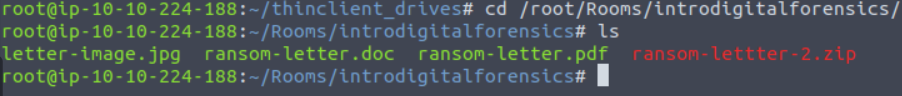 root@ip-10-10-224-188:~/thinclient_drives# cd /root/Rooms/introdigitalforensics/
root@ip-10-10-224-188:~/Rooms/introdigitalforensics# ls
letter-image.jpg  ransom-letter.doc  ransom-letter.pdf  ransom-lettter-2.zip
root@ip-10-10-224-188:~/Rooms/introdigitalforensics#